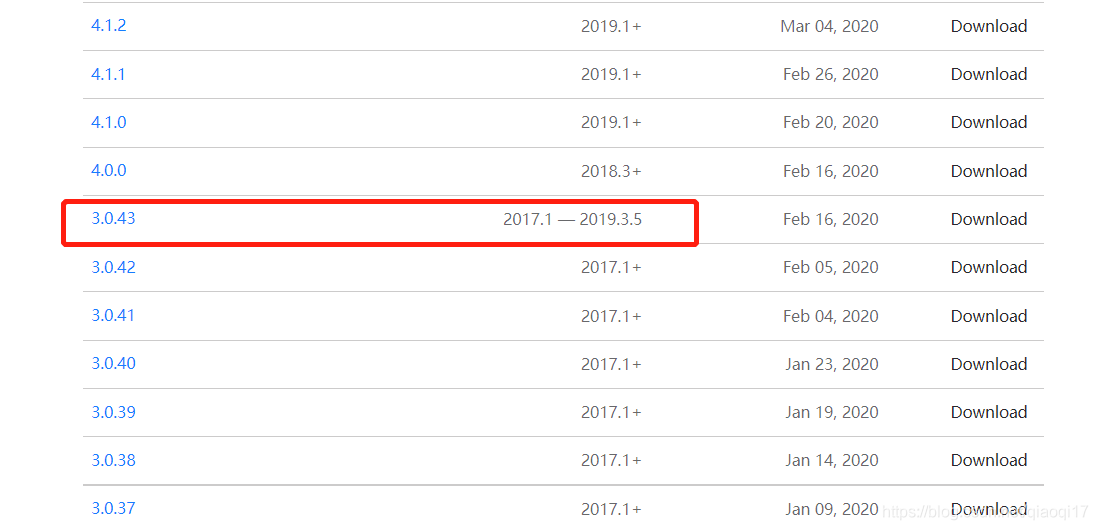 4.1.2 2019.1+ Mar 04, 2020 Download
4.1.1 2019.1+ Feb 26, 2020 Download
4.1.0 2019.1+ Feb 20, 2020 Download
4.0.0 2018.3+ Feb 16, 2020 Download
3.0.43 2017.1 — 2019.3.5 Feb 16, 2020 Download
3.0.42 2017.1+ Feb 05, 2020 Download
3.0.41 2017.1+ Feb 04, 2020 Download
3.0.40 2017.1+ Jan 23, 2020 Download
3.0.39 2017.1+ Jan 19, 2020 Download
3.0.38 2017.1+ Jan 14, 2020 Download
3.0.37 2017.1+ Jan 09, 2020 Download